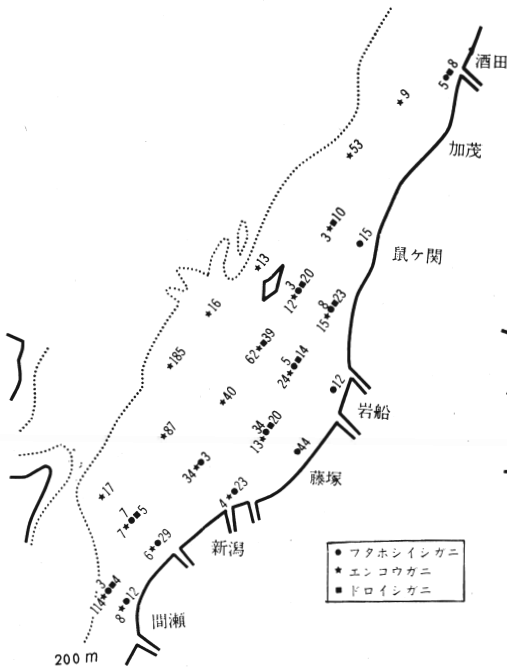 酒田
5 8
9
53
加茂
3 10
15
鼠ケ関
13
3
12 20
8
15 23
16
62 39
5
24 14
185
12
岩船
40
34
13 20
87
44
藤塚
34 3
17
4 23
新潟
7
7 5
6 29
3
114 4
8 12
間瀬
200 m
● フタホシイシガニ
★ エンコウガニ
■ ドロイシガニ